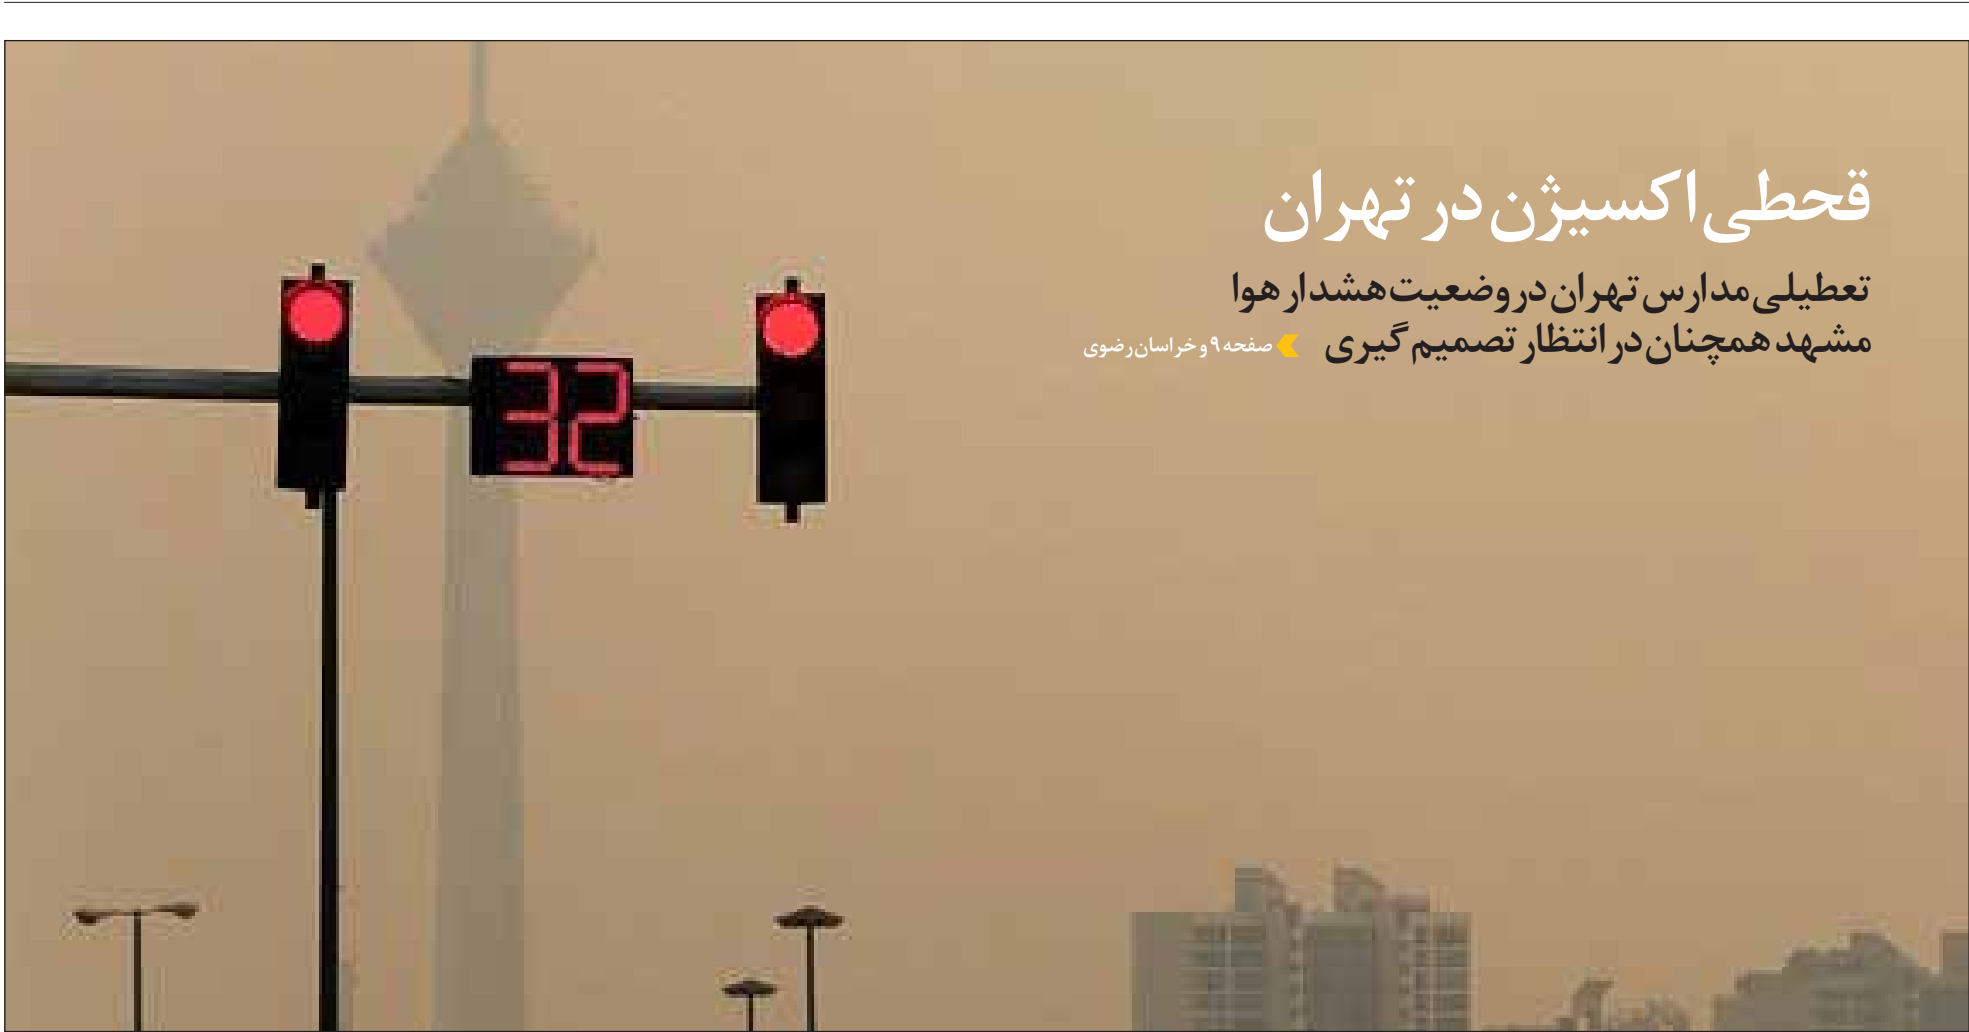 قحطی اکسیژن در تهران
تعطیلی مدارس تهران در وضعیت هشدار هوا
مشهد همچنان در انتظار تصمیم گیری
صفحه ۹ و خراسان رضوی
32